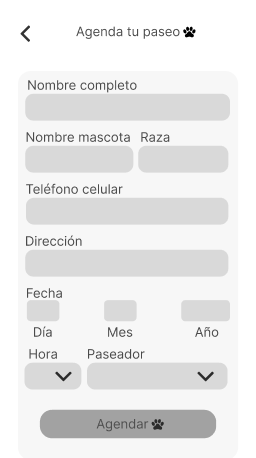 Agenda tu paseo
Nombre completo
Nombre mascota Raza
Teléfono celular
Dirección
Fecha
Día Mes Año
Hora Paseador
Agendar